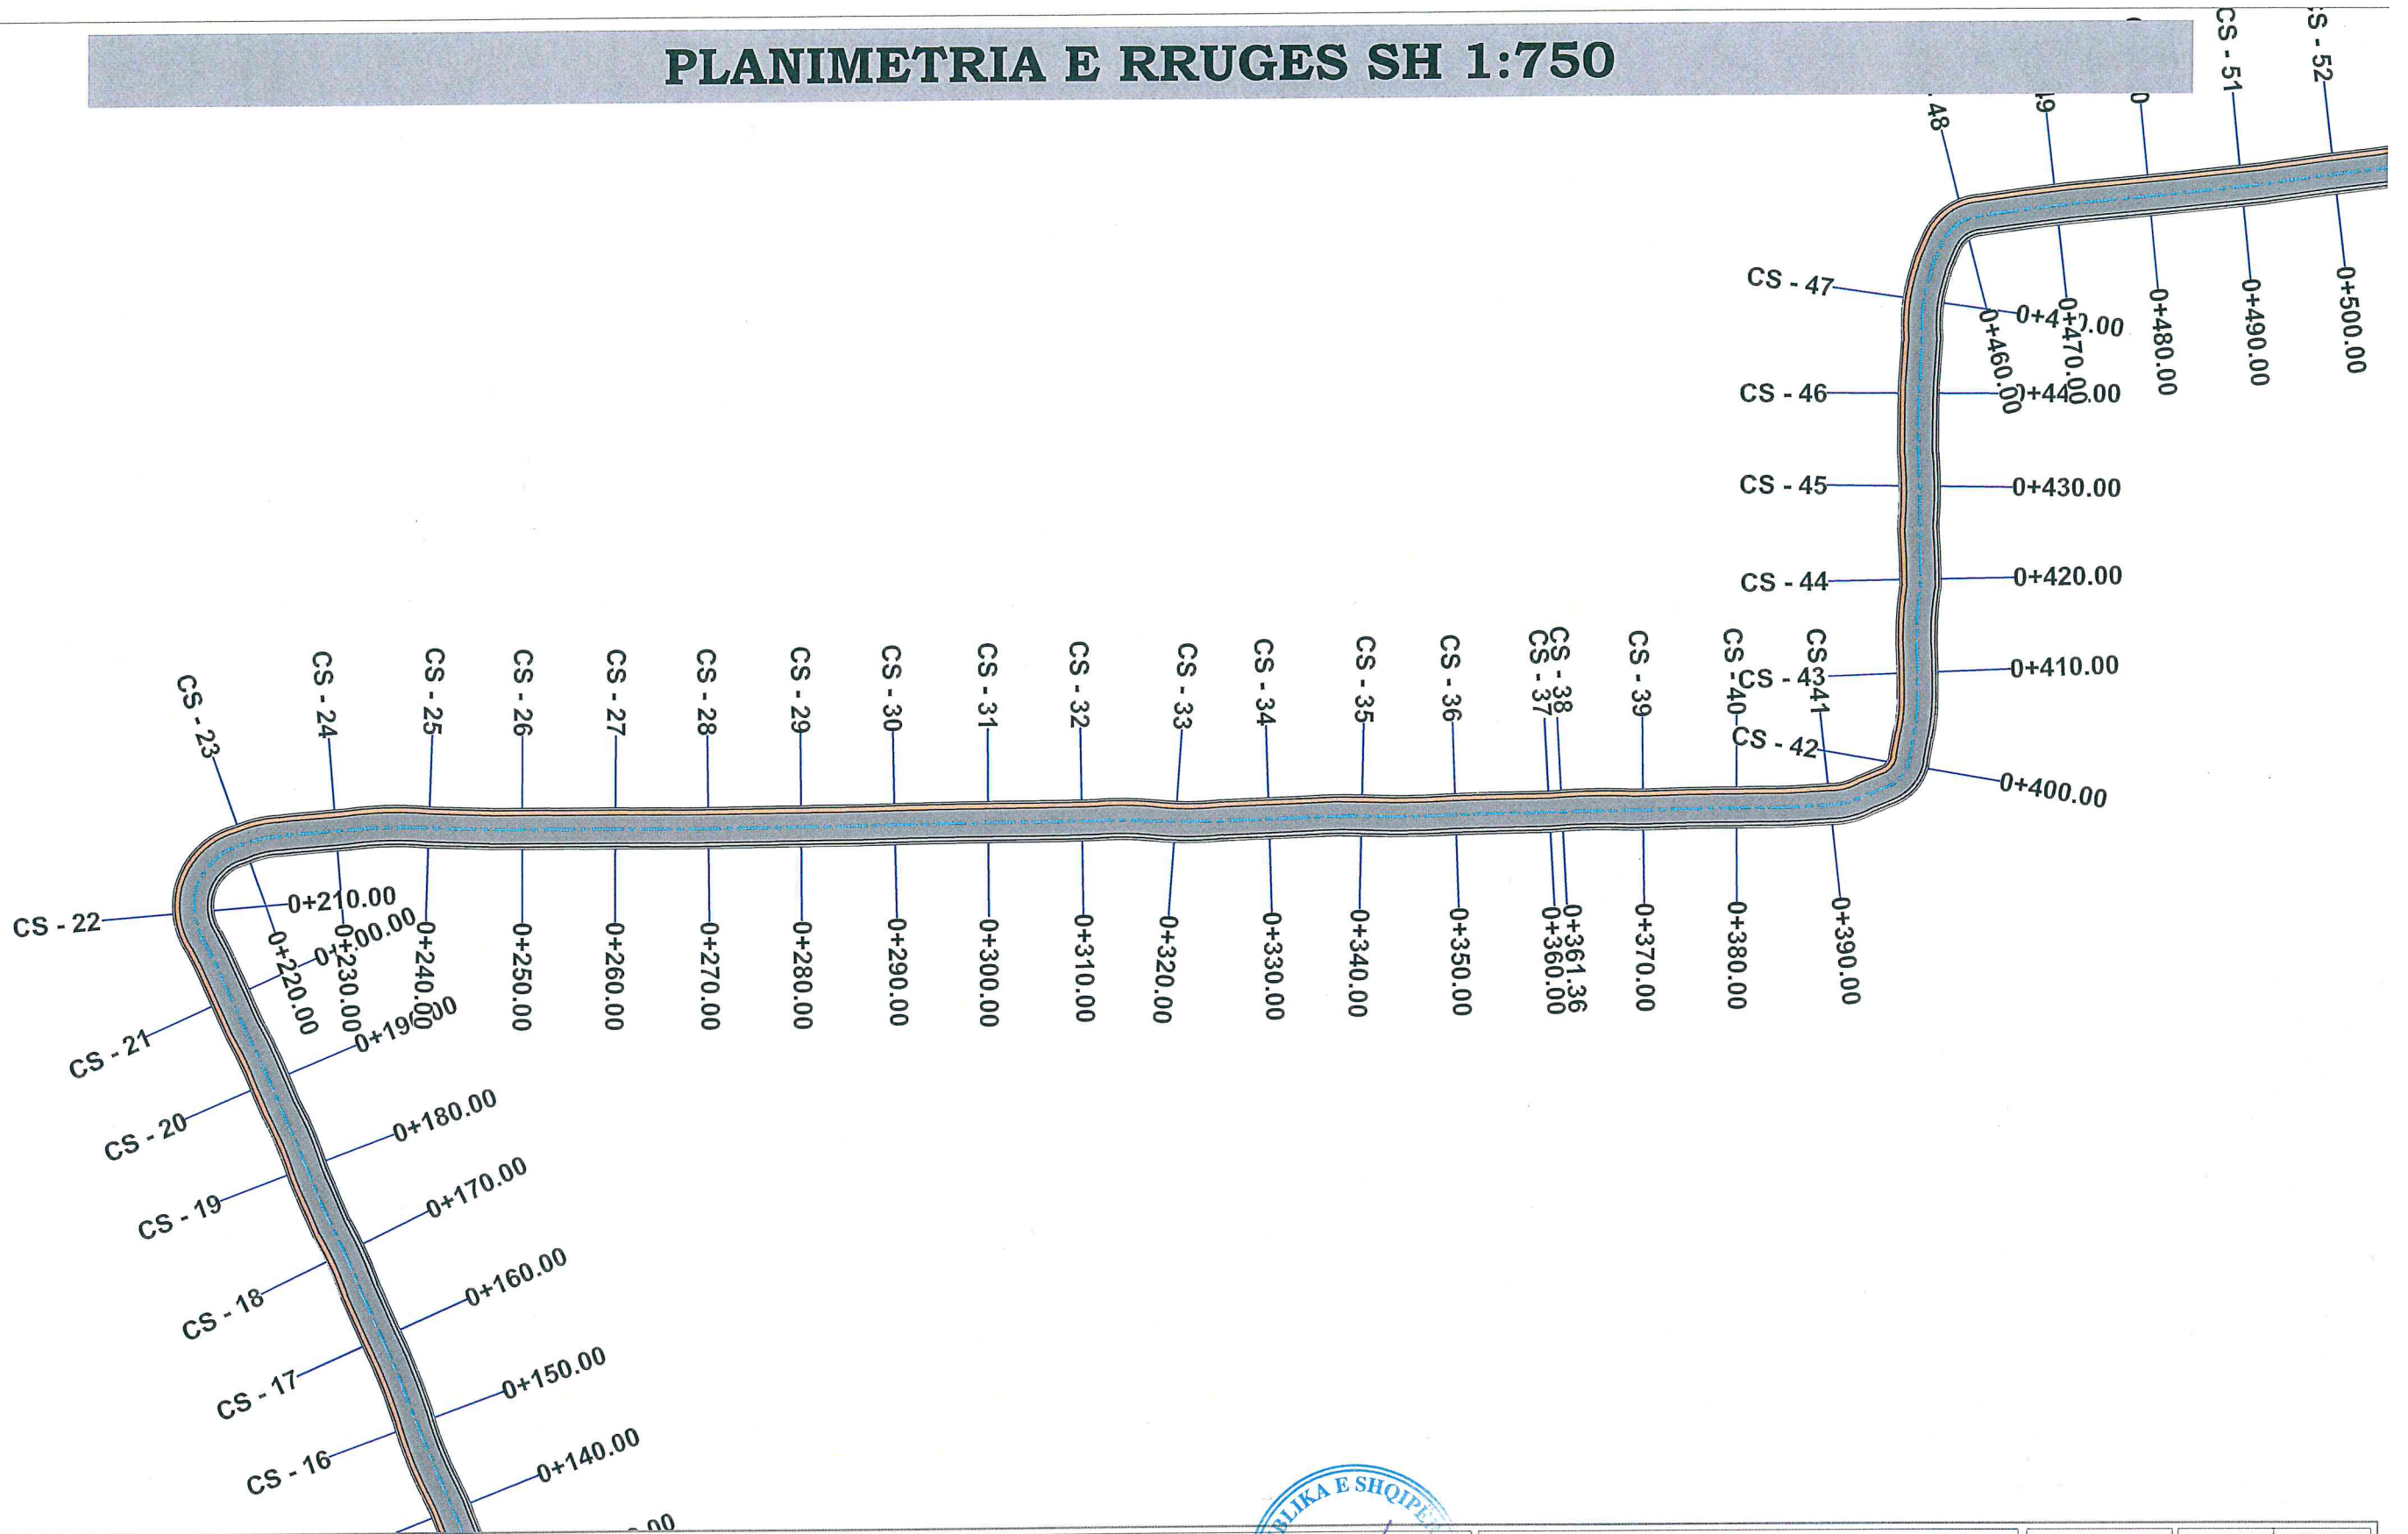 PLANIMETRIA E RRUGES SH 1:750
CS - 51
CS - 47
CS - 46
CS - 45
CS - 44
CS - 43
CS - 42
0+460.00
0+470.00
0+480.00
0+490.00
0+500.00
0+440.00
0+430.00
0+420.00
0+410.00
0+400.00
CS - 23
CS - 24
CS - 25
CS - 26
CS - 27
CS - 28
CS - 29
CS - 30
CS - 31
CS - 32
CS - 33
CS - 34
CS - 35
CS - 36
CS - 37
CS - 38
CS - 39
CS - 40
CS - 41
0+220.00
0+230.00
0+240.00
0+250.00
0+260.00
0+270.00
0+280.00
0+290.00
0+300.00
0+310.00
0+320.00
0+330.00
0+340.00
0+350.00
0+360.00
0+361.36
0+370.00
0+380.00
0+390.00
CS - 22
0+210.00
CS - 21
CS - 20
0+190.00
CS - 19
0+180.00
CS - 18
0+170.00
CS - 17
0+160.00
CS - 16
0+150.00
0+140.00